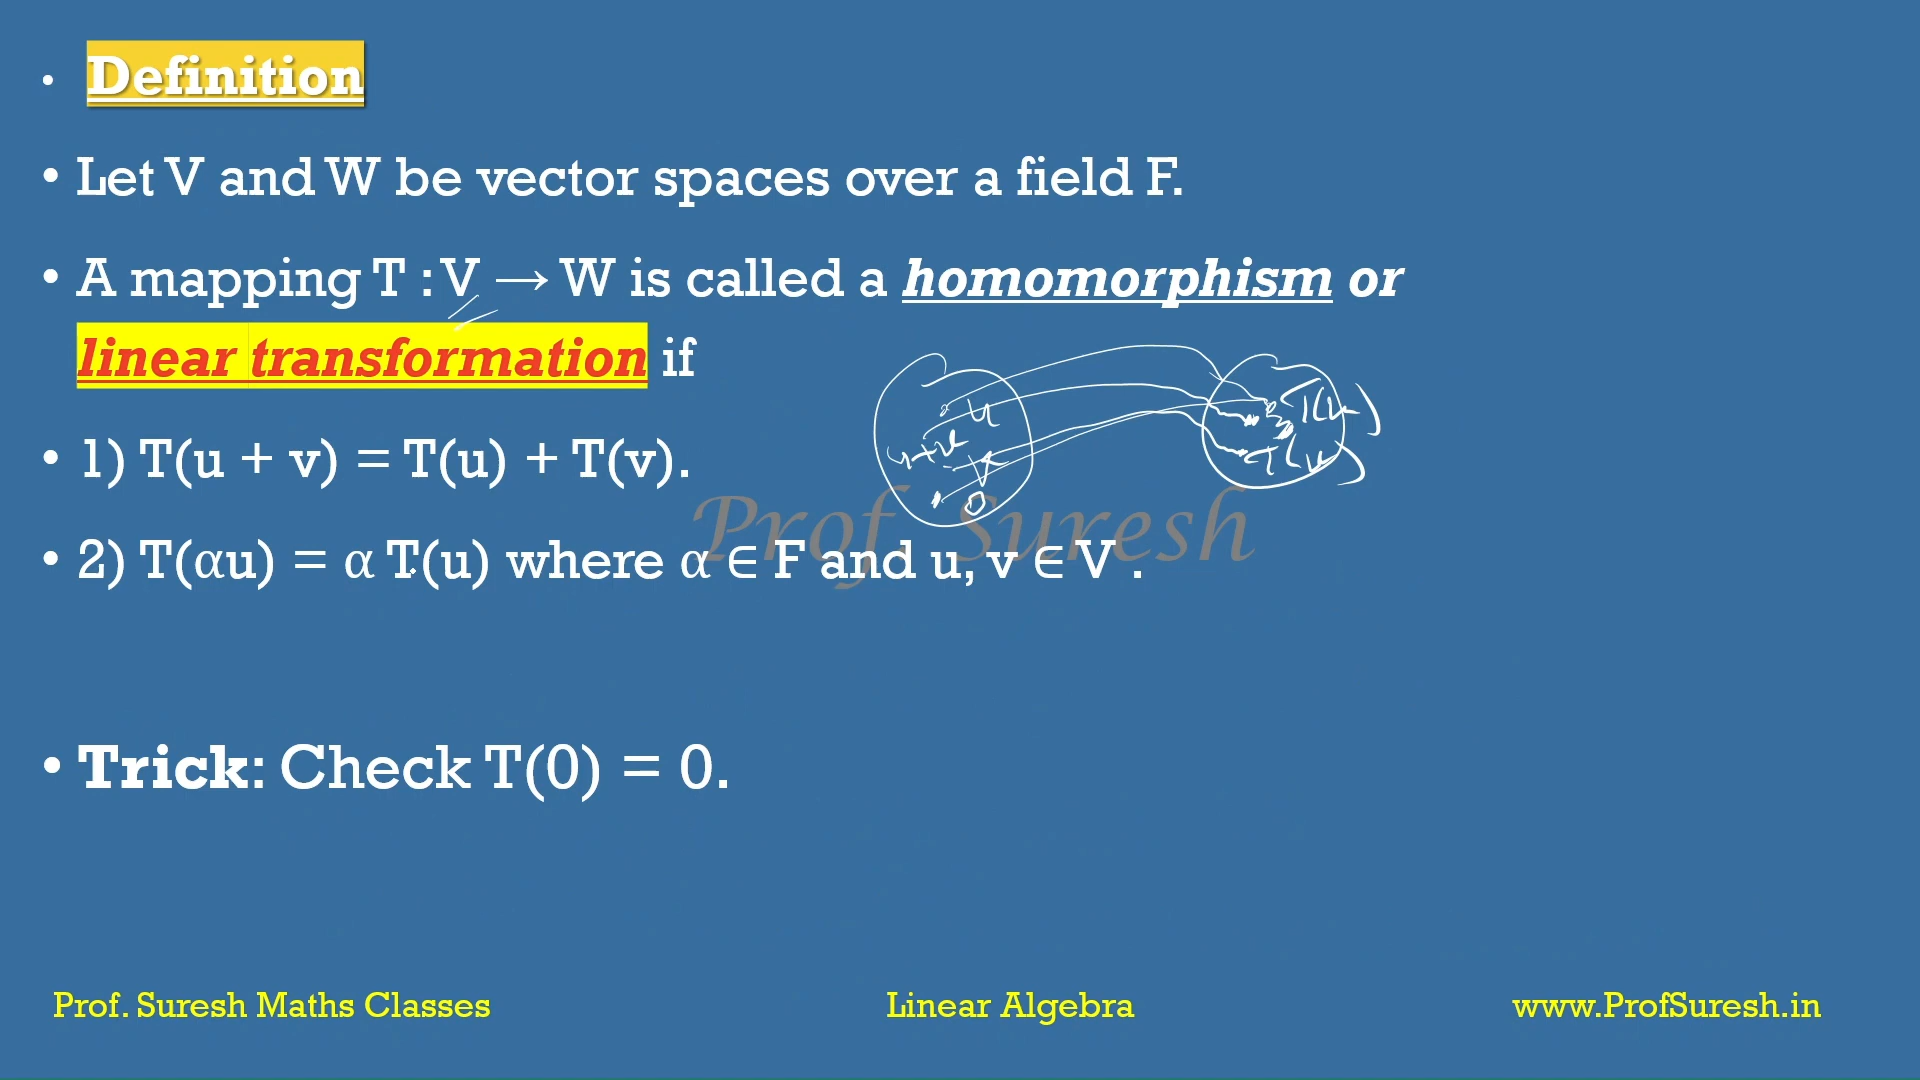 • Definition
• Let V and W be vector spaces over a field F.
• A mapping T : V → W is called a homomorphism or
linear transformation if
• 1) T(u + v) = T(u) + T(v).
u
T(u)
u+v
v
T(v)
0
Prof. Suresh
• 2) T(αu) = α T(u) where α ∈ F and u, v ∈ V .
• Trick: Check T(0) = 0.
Prof. Suresh Maths Classes
Linear Algebra
www.ProfSuresh.in